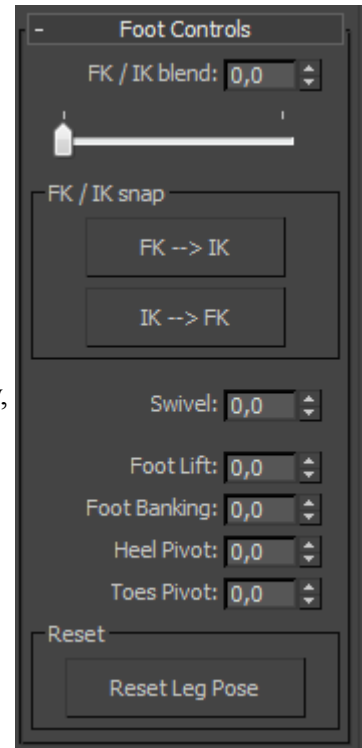 - Foot Controls
FK / IK blend: 0,0
FK / IK snap
FK --> IK
IK --> FK
Swivel: 0,0
Foot Lift: 0,0
Foot Banking: 0,0
Heel Pivot: 0,0
Toes Pivot: 0,0
Reset
Reset Leg Pose